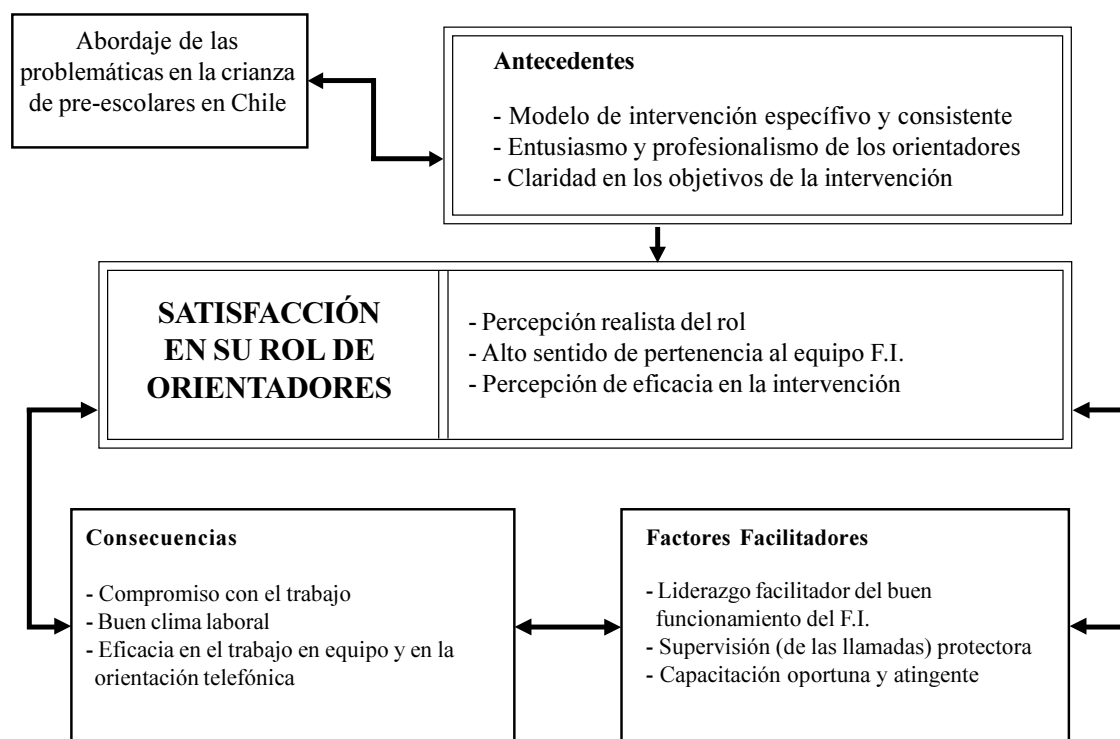 Abordaje de las
problemáticas en la crianza
de pre-escolares en Chile
Antecedentes
- Modelo de intervención específivo y consistente
- Entusiasmo y profesionalismo de los orientadores
- Claridad en los objetivos de la intervención
SATISFACCIÓN
EN SU ROL DE
ORIENTADORES
- Percepción realista del rol
- Alto sentido de pertenencia al equipo F.I.
- Percepción de eficacia en la intervención
Consecuencias
- Compromiso con el trabajo
- Buen clima laboral
- Eficacia en el trabajo en equipo y en la
orientación telefónica
Factores Facilitadores
- Liderazgo facilitador del buen
funcionamiento del F.I.
- Supervisión (de las llamadas) protectora
- Capacitación oportuna y atingente